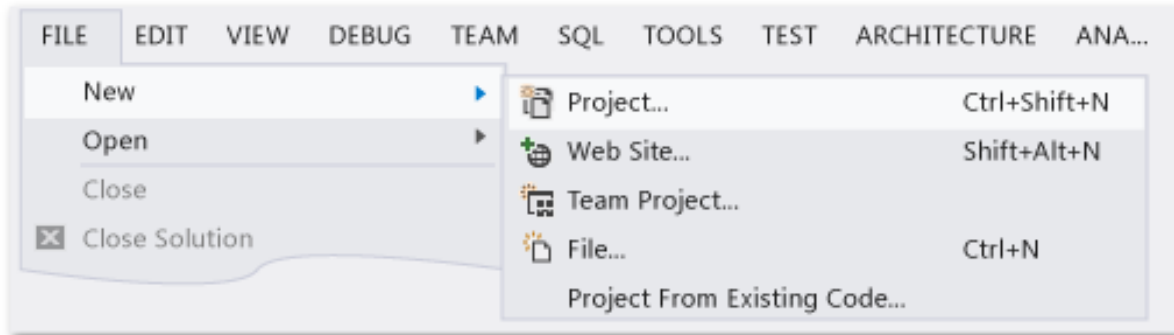 FILE EDIT VIEW DEBUG TEAM SQL TOOLS TEST ARCHITECTURE ANA...
New
Open
Close
Close Solution
Project... Ctrl+Shift+N
Web Site... Shift+Alt+N
Team Project...
File... Ctrl+N
Project From Existing Code...